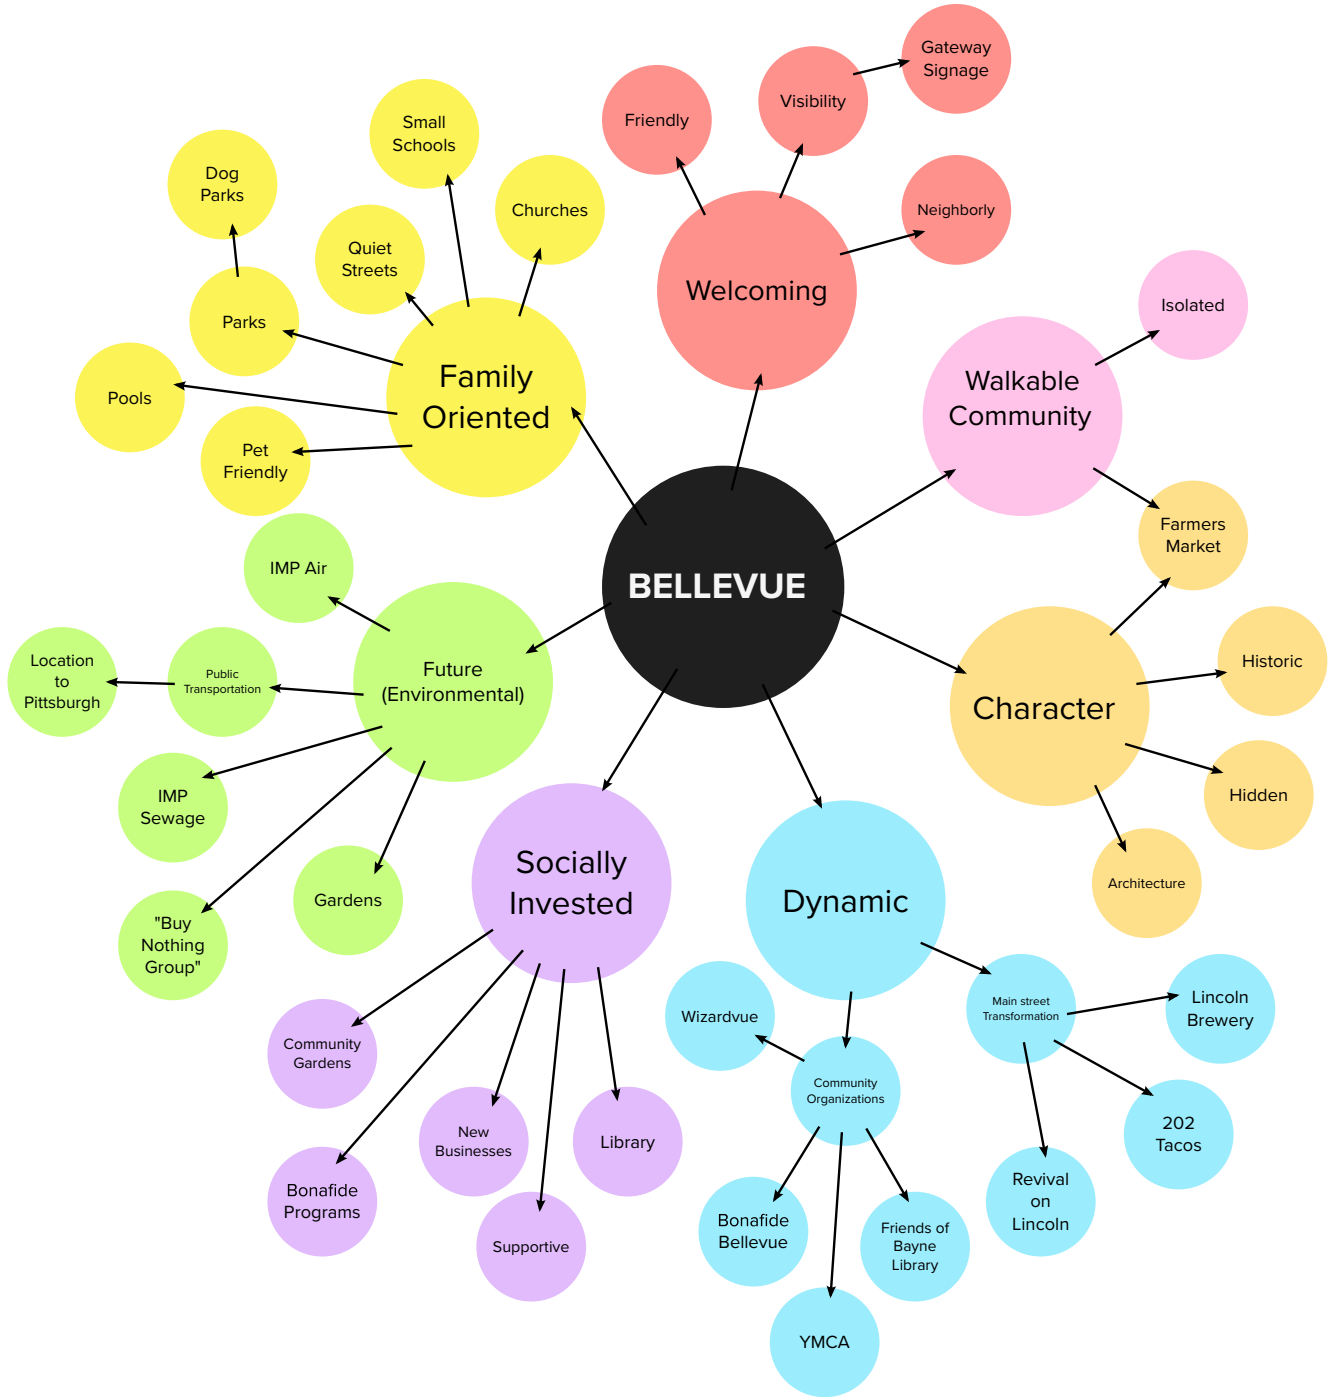 Gateway
Signage
Visibility
Friendly
Neighborly
Welcoming
Small
Schools
Dog
Parks
Churches
Quiet
Streets
Parks
Pools
Family
Oriented
Pet
Friendly
Isolated
Walkable
Community
Farmers
Market
BELLEVUE
IMP Air
Future
(Environmental)
Public
Transportation
Location
to
Pittsburgh
IMP
Sewage
"Buy
Nothing
Group"
Gardens
Character
Historic
Hidden
Architecture
Socially
Invested
Community
Gardens
Bonafide
Programs
New
Businesses
Supportive
Library
Dynamic
Main street
Transformation
Lincoln
Brewery
202
Tacos
Revival
on
Lincoln
Wizardvue
Community
Organizations
Bonafide
Bellevue
Friends of
Bayne
Library
YMCA